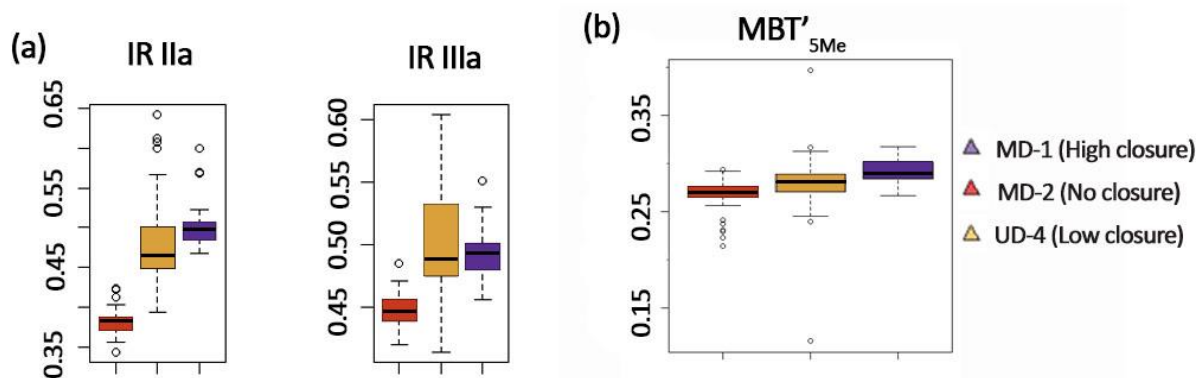 (a)
IR IIa
0.65
0.55
0.45
0.35
IR IIIa
0.60
0.55
0.50
0.45
(b)
MBT’5Me
0.35
0.25
0.15
MD-1 (High closure)
MD-2 (No closure)
UD-4 (Low closure)